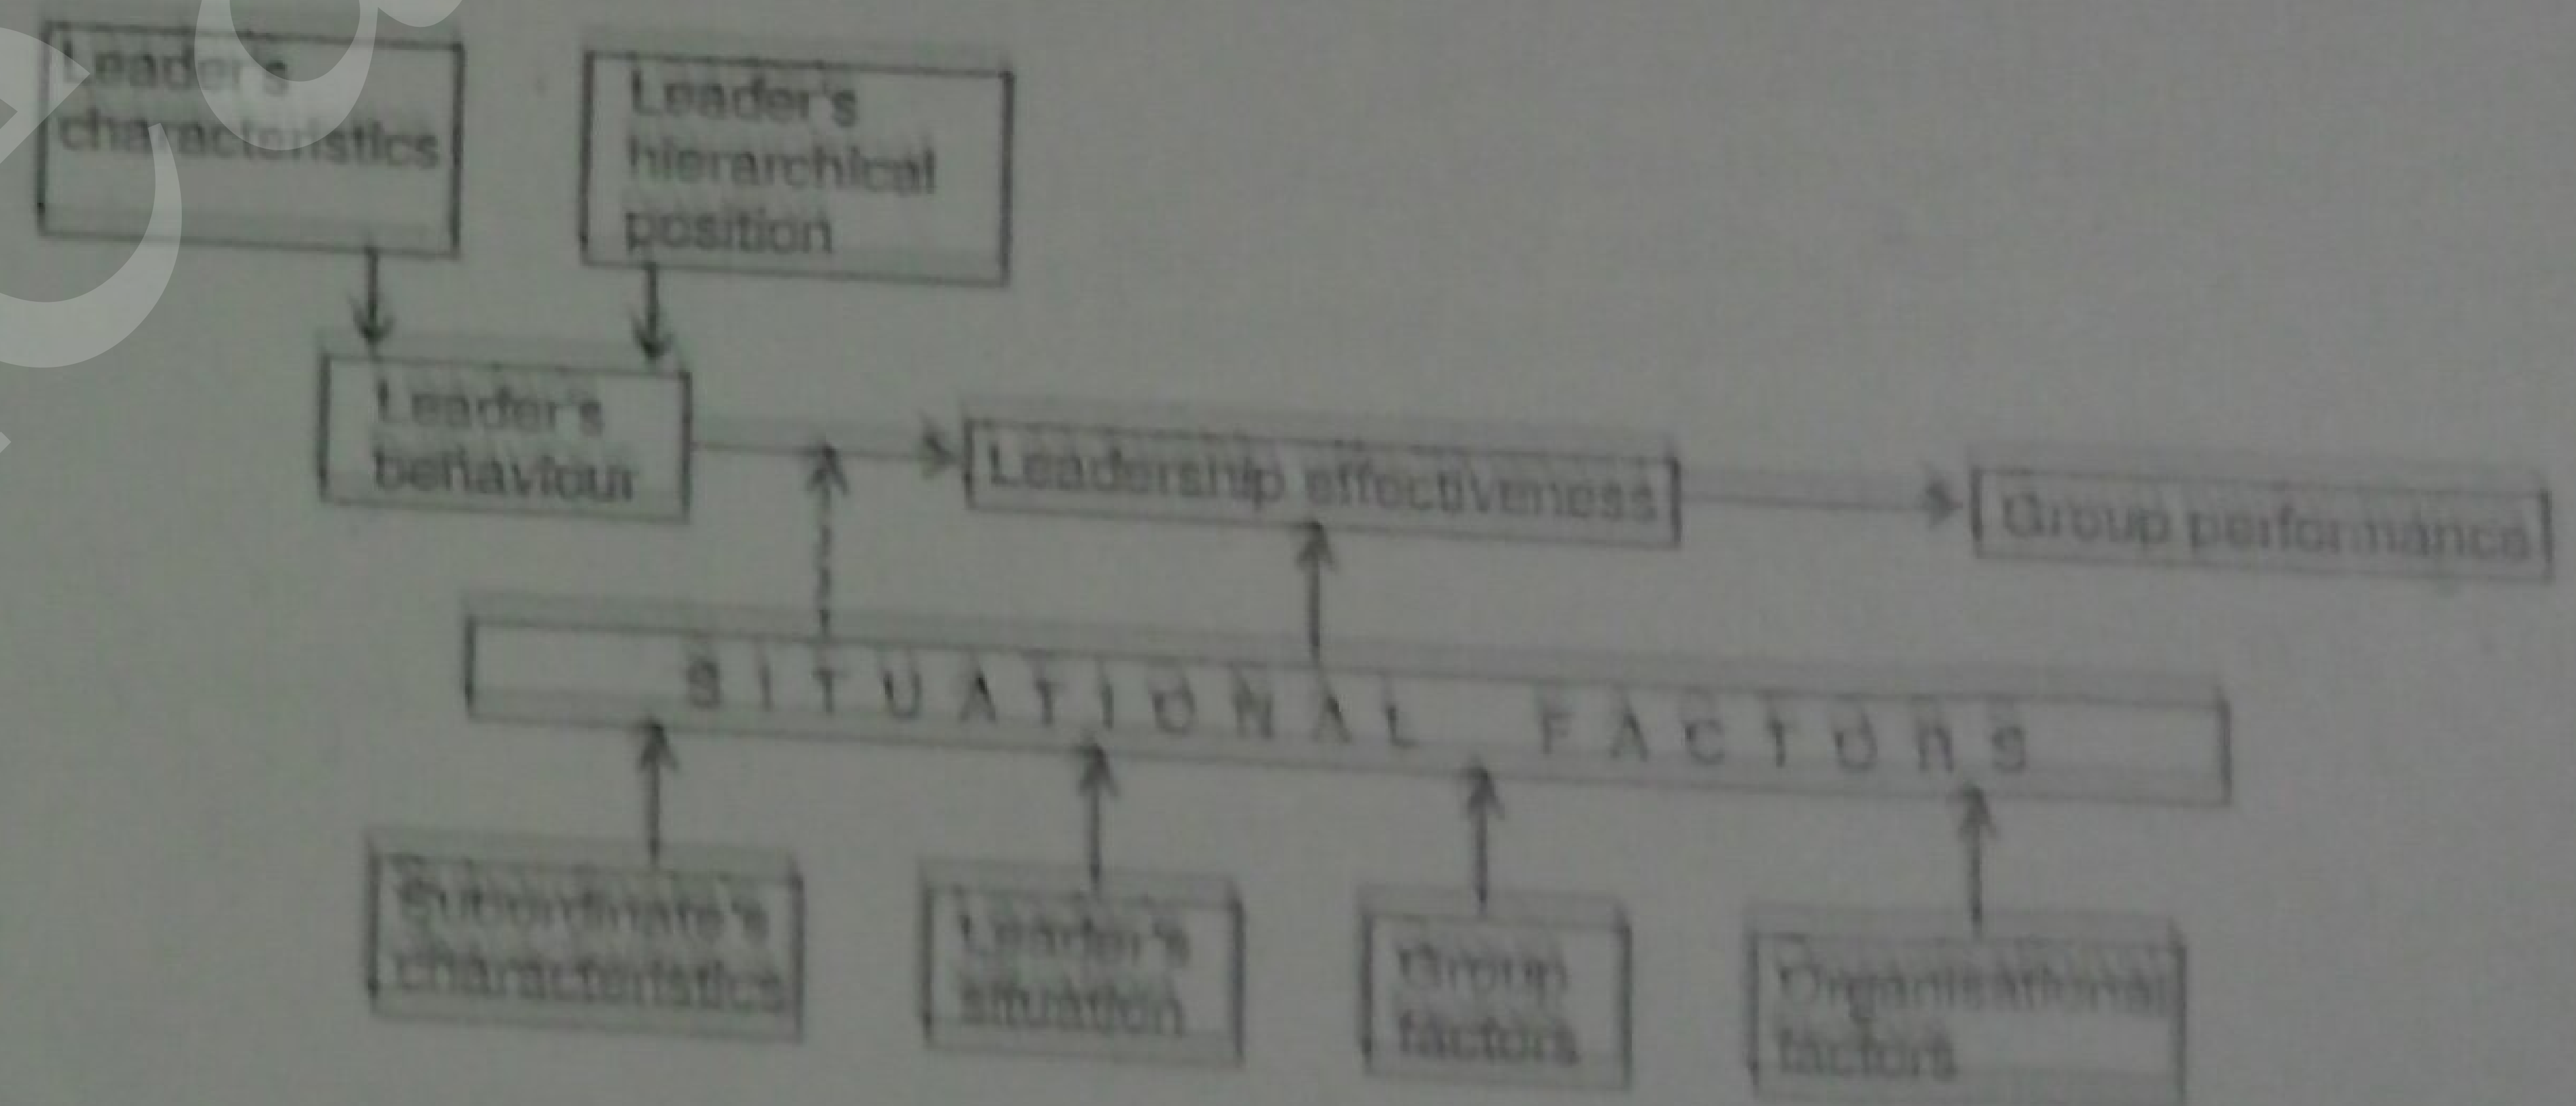 Leader's
characteristics
Leader's
hierarchical
position
Leader's
behaviour
Leadership effectiveness
Group performance
SITUATIONAL FACTORS
Subordinate's
characteristics
Leader's
situation
Group
factors
Organisational
factors